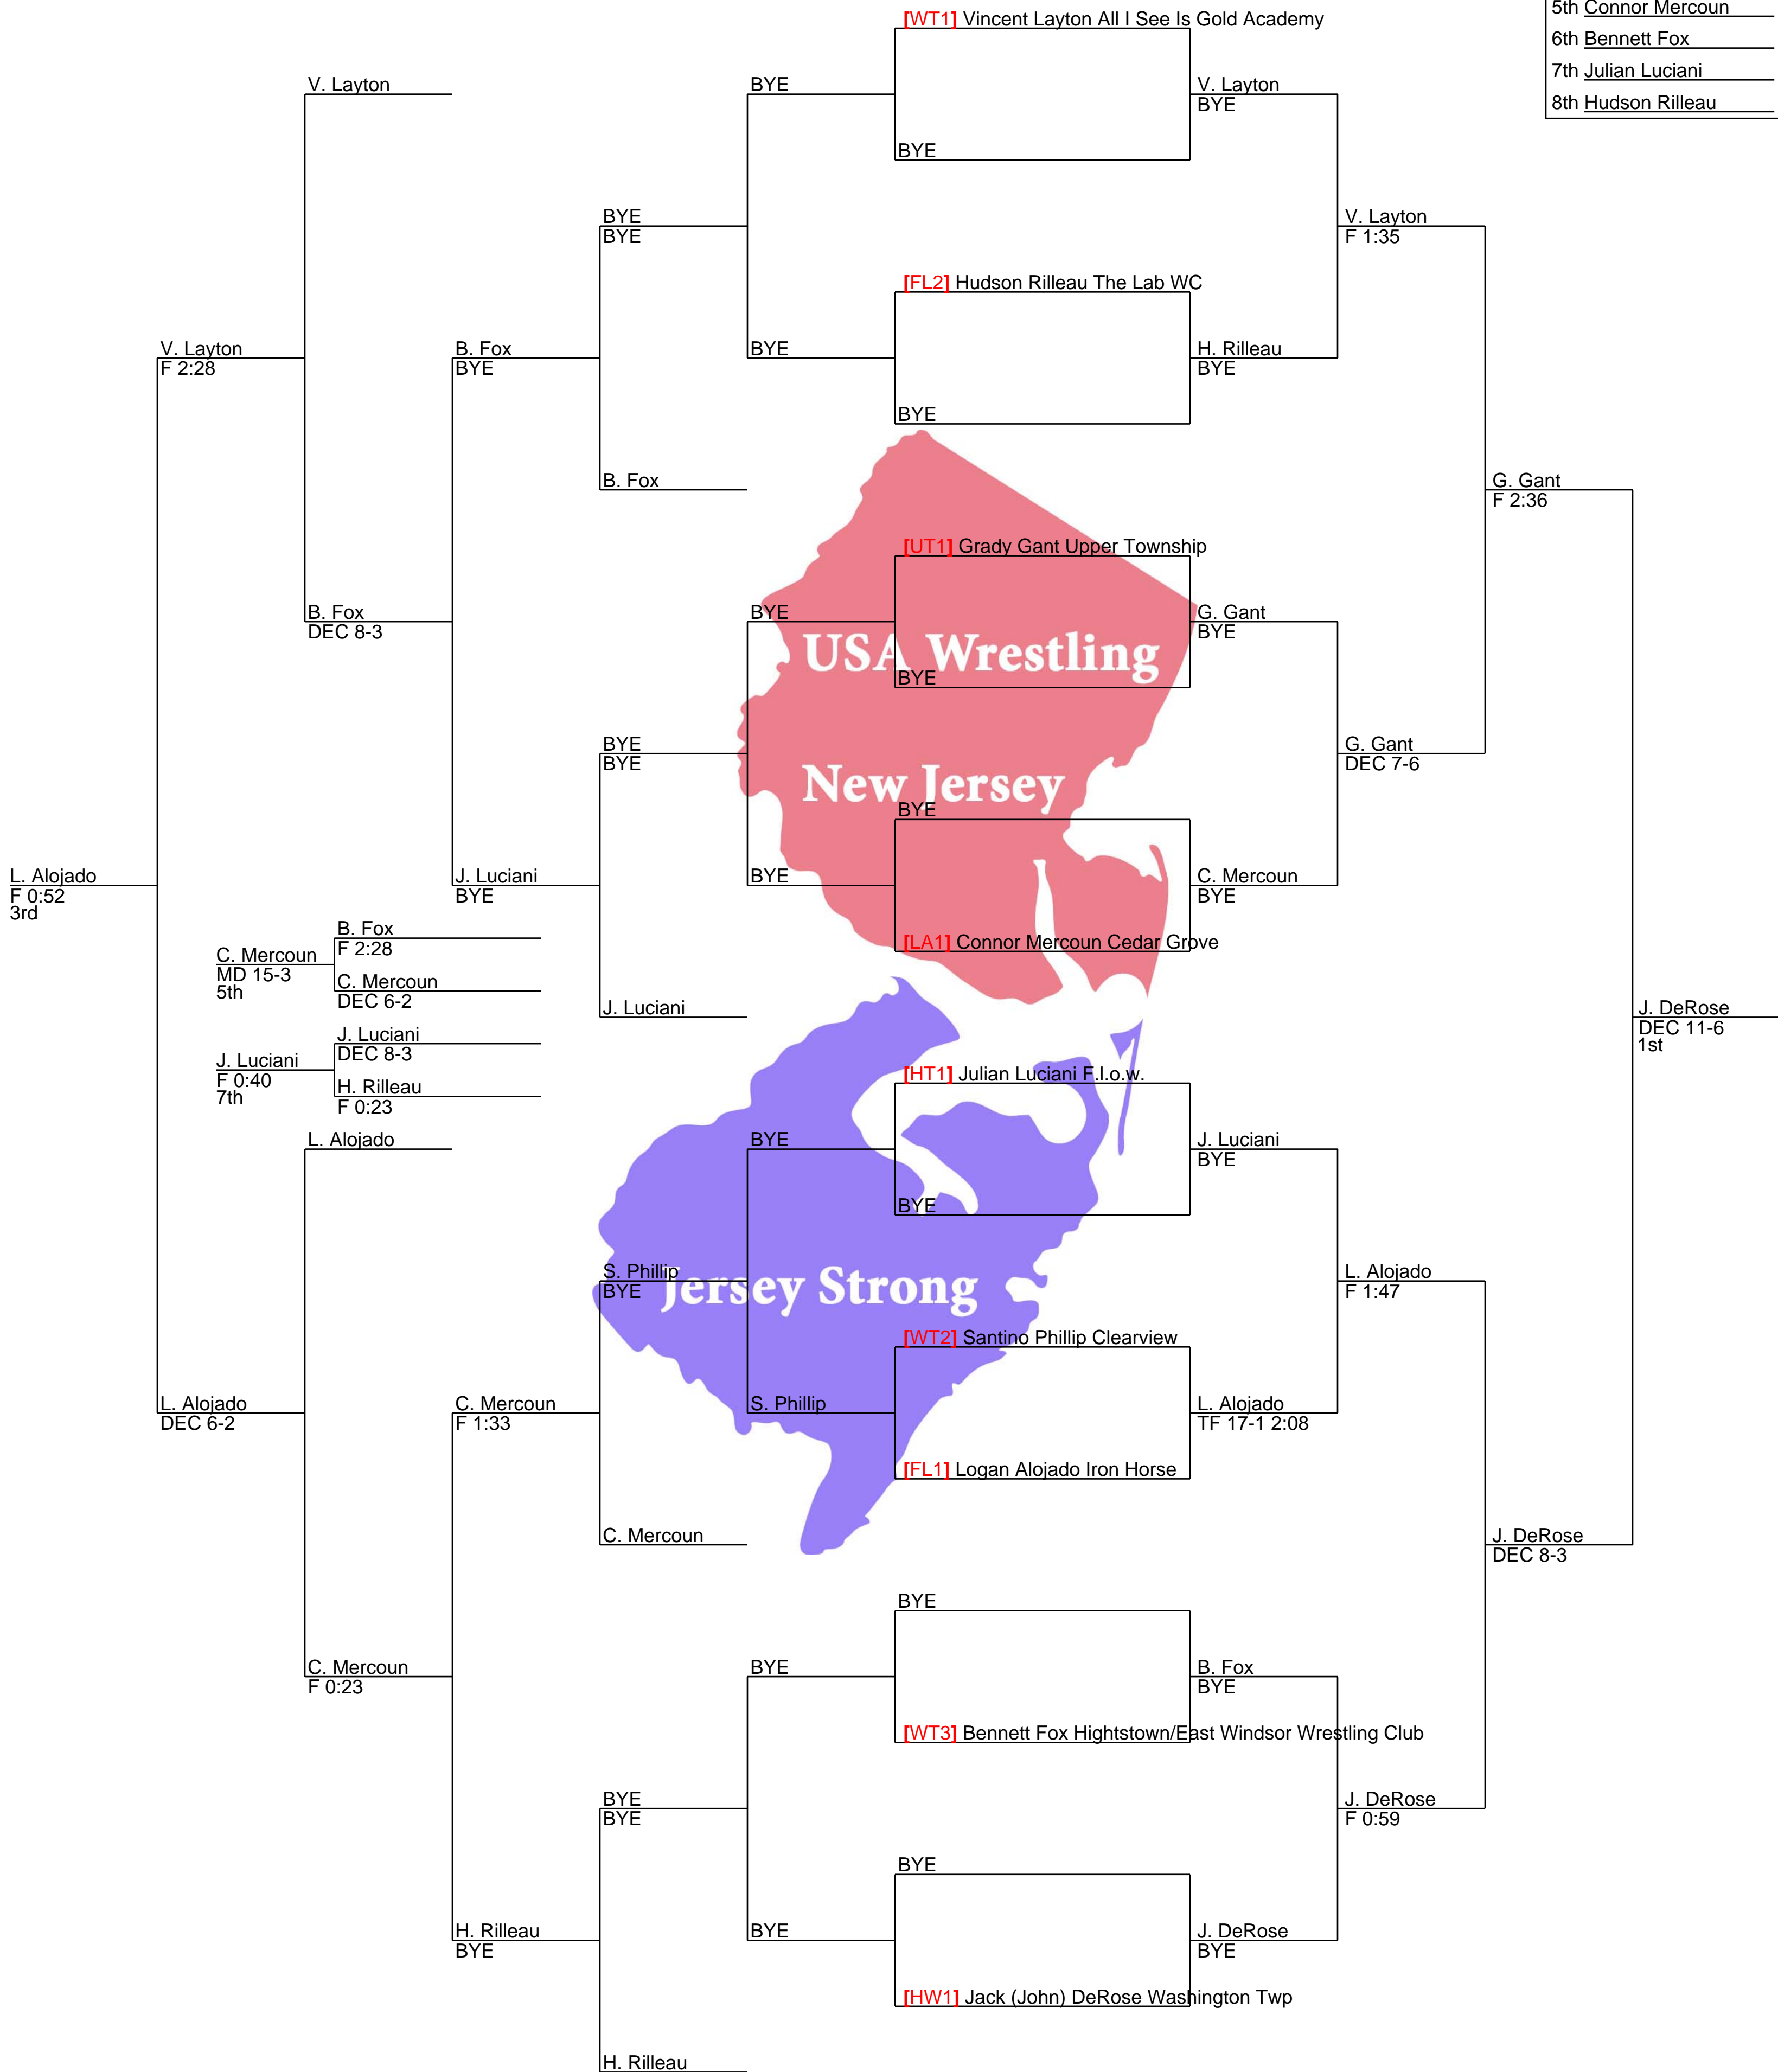 5th Connor Mercoun
6th Bennett Fox
7th Julian Luciani
8th Hudson Rilleau
[WT1] Vincent Layton All I See Is Gold Academy
V. Layton
BYE
V. Layton
BYE
BYE
BYE
BYE
V. Layton
F 1:35
[FL2] Hudson Rilleau The Lab WC
V. Layton
F 2:28
B. Fox
BYE
BYE
H. Rilleau
BYE
BYE
B. Fox
G. Gant
F 2:36
[UT1] Grady Gant Upper Township
B. Fox
DEC 8-3
BYE
G. Gant
BYE
USA Wrestling
BYE
BYE
BYE
G. Gant
DEC 7-6
New Jersey
BYE
L. Alojado
F 0:52
3rd
J. Luciani
BYE
BYE
C. Mercoun
BYE
B. Fox
F 2:28
[LA1] Connor Mercoun Cedar Grove
C. Mercoun
MD 15-3
5th
C. Mercoun
DEC 6-2
J. Luciani
J. DeRose
DEC 11-6
1st
J. Luciani
DEC 8-3
J. Luciani
F 0:40
7th
H. Rilleau
F 0:23
[HT1] Julian Luciani F.l.o.w.
L. Alojado
BYE
J. Luciani
BYE
BYE
S. Phillip
BYE
Jersey Strong
L. Alojado
F 1:47
[WT2] Santino Phillip Clearview
L. Alojado
DEC 6-2
C. Mercoun
F 1:33
S. Phillip
L. Alojado
TF 17-1 2:08
[FL1] Logan Alojado Iron Horse
C. Mercoun
J. DeRose
DEC 8-3
BYE
C. Mercoun
F 0:23
BYE
B. Fox
BYE
[WT3] Bennett Fox Hightstown/East Windsor Wrestling Club
BYE
BYE
J. DeRose
F 0:59
BYE
H. Rilleau
BYE
BYE
J. DeRose
BYE
[HW1] Jack (John) DeRose Washington Twp
H. Rilleau